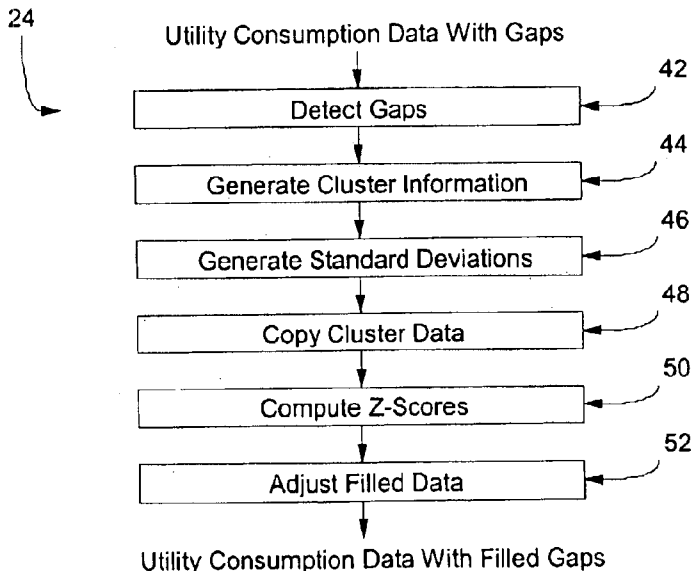 24
Utility Consumption Data With Gaps
42
Detect Gaps
44
Generate Cluster Information
46
Generate Standard Deviations
48
Copy Cluster Data
50
Compute Z-Scores
52
Adjust Filled Data
Utility Consumption Data With Filled Gaps